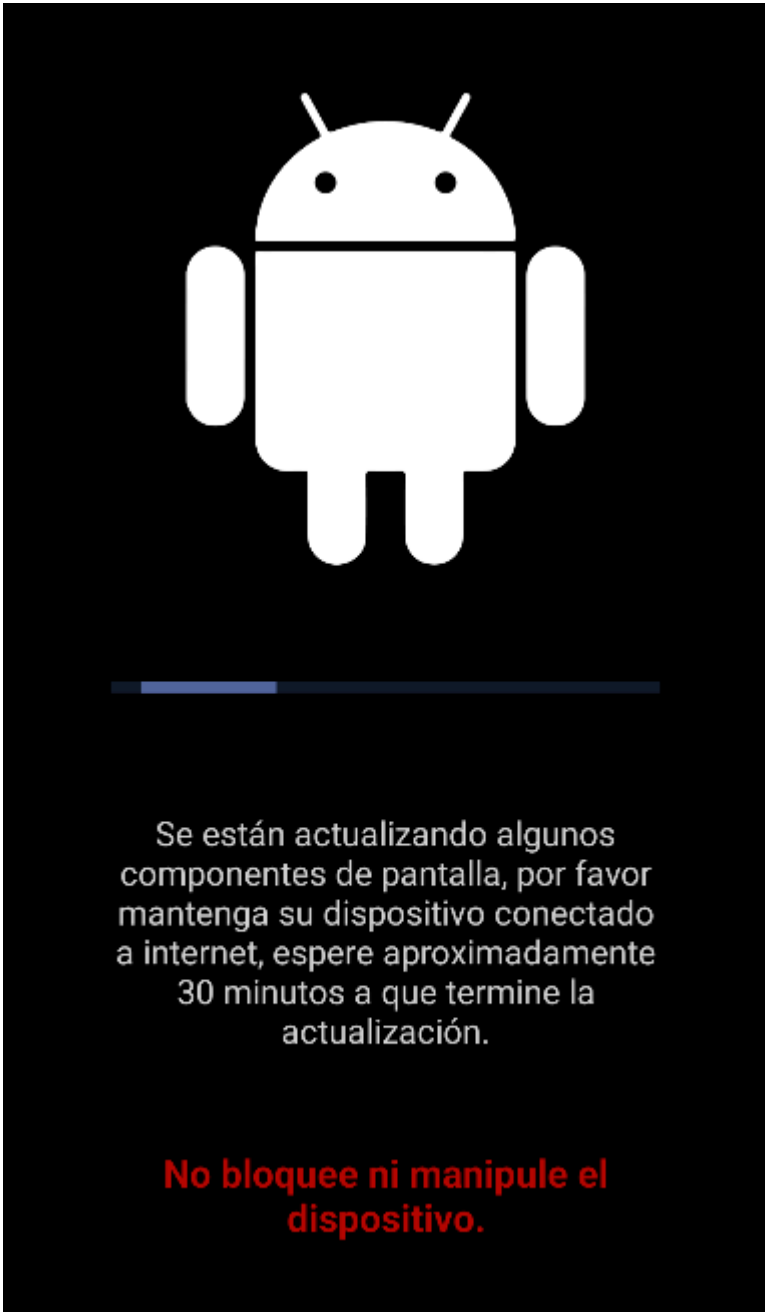 Se están actualizando algunos
componentes de pantalla, por favor
mantenga su dispositivo conectado
a internet, espere aproximadamente
30 minutos a que termine la
actualización.
No bloquee ni manipule el
dispositivo.